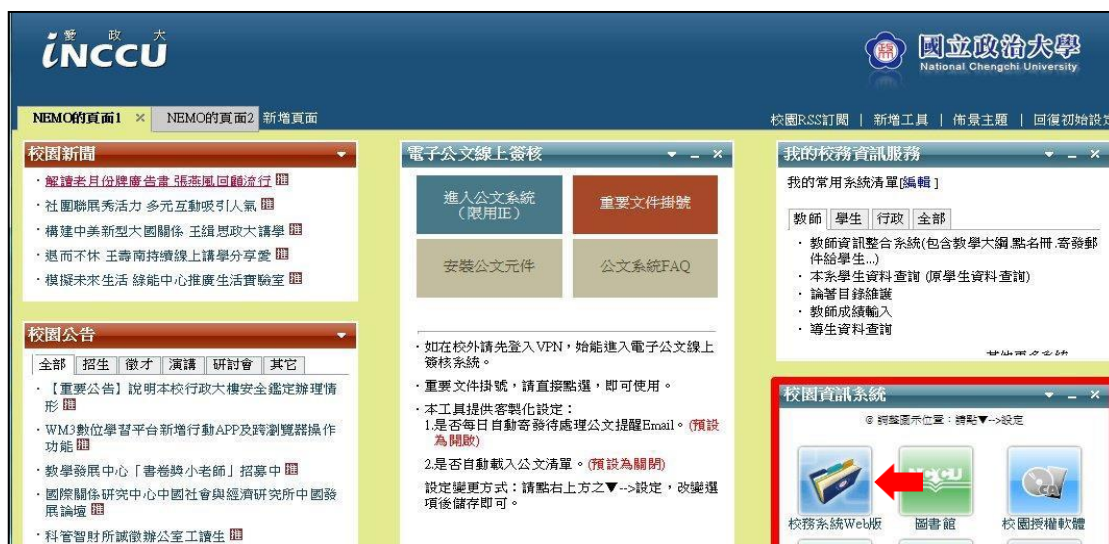 愛 政 大
iNCCU
國立政治大學
National Chengchi University
NEMO的頁面1 × NEMO的頁面2 新增頁面
校園RSS訂閱 | 新增工具 | 佈景主題 | 回復初始設定
校園新聞
· 解讀老月份牌廣告畫 張燕風回顧流行 推
· 社團聯展秀活力 多元互動吸引人氣 推
· 構建中美新型大國關係 王緝思政大講學 推
· 退而不休 王壽南持續線上講學分享愛 推
· 模擬未來生活 綠能中心推廣生活實驗室 推
校園公告
全部 招生 徵才 演講 研討會 其它
· 【重要公告】說明本校行政大樓安全鑑定辦理情
形 推
· WM3數位學習平台新增行動APP及跨瀏覽器操作
功能 推
· 教學發展中心「書卷獎小老師」招募中 推
· 國際關係研究中心中國社會與經濟研究所中國發
展論壇 推
· 科管智財所誠徵辦公室工讀生 推
電子公文線上簽核
進入公文系統
(限用IE)
重要文件掛號
安裝公文元件
公文系統FAQ
· 如在校外請先登入VPN,始能進入電子公文線上
簽核系統。
· 重要文件掛號,請直接點選,即可使用。
· 本工具提供客製化設定:
1.是否每日自動寄發待處理公文提醒Email。(預設
為開啟)
2.是否自動載入公文清單。(預設為關閉)
設定變更方式:請點右上方之▼-->設定,改變選
項後儲存即可。
我的校務資訊服務
我的常用系統清單[編輯 ]
教師 學生 行政 全部
· 教師資訊整合系統(包含教學大綱.點名冊.寄發郵
件給學生...)
· 本系學生資料查詢 (原學生資料查詢)
· 論著目錄維護
· 教師成績輸入
· 導生資料查詢
其他更多系統
校園資訊系統
@ 調整圖示位置:請點▼-->設定
NCCU
CA
校務系統Web版
圖書館
校園授權軟體